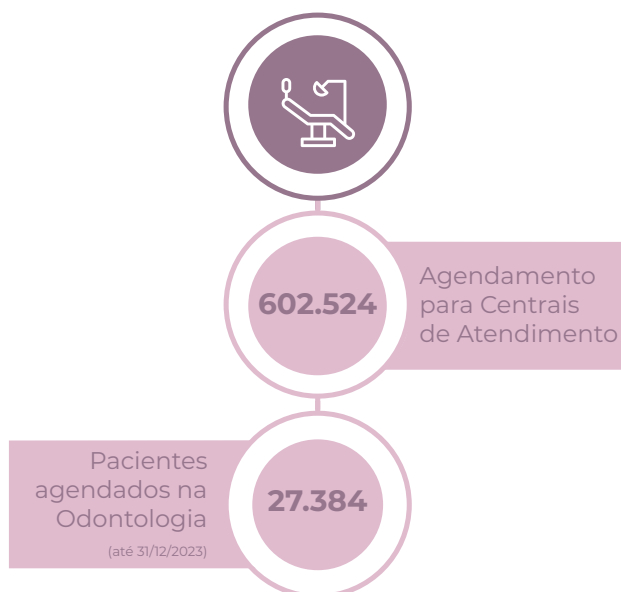 602.524
Agendamento
para Centrais
de Atendimento
Pacientes
agendados na
Odontologia
(até 31/12/2023)
27.384